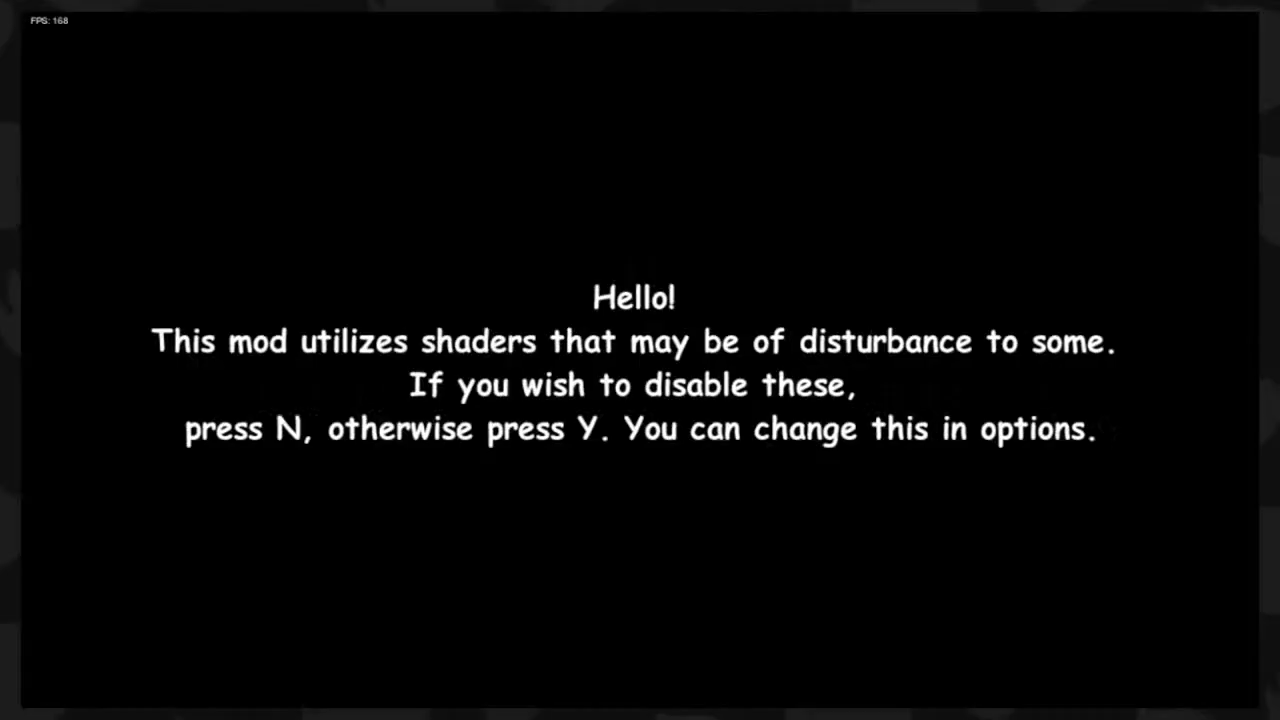 FPS: 168
Hello!
This mod utilizes shaders that may be of disturbance to some.
If you wish to disable these,
press N, otherwise press Y. You can change this in options.